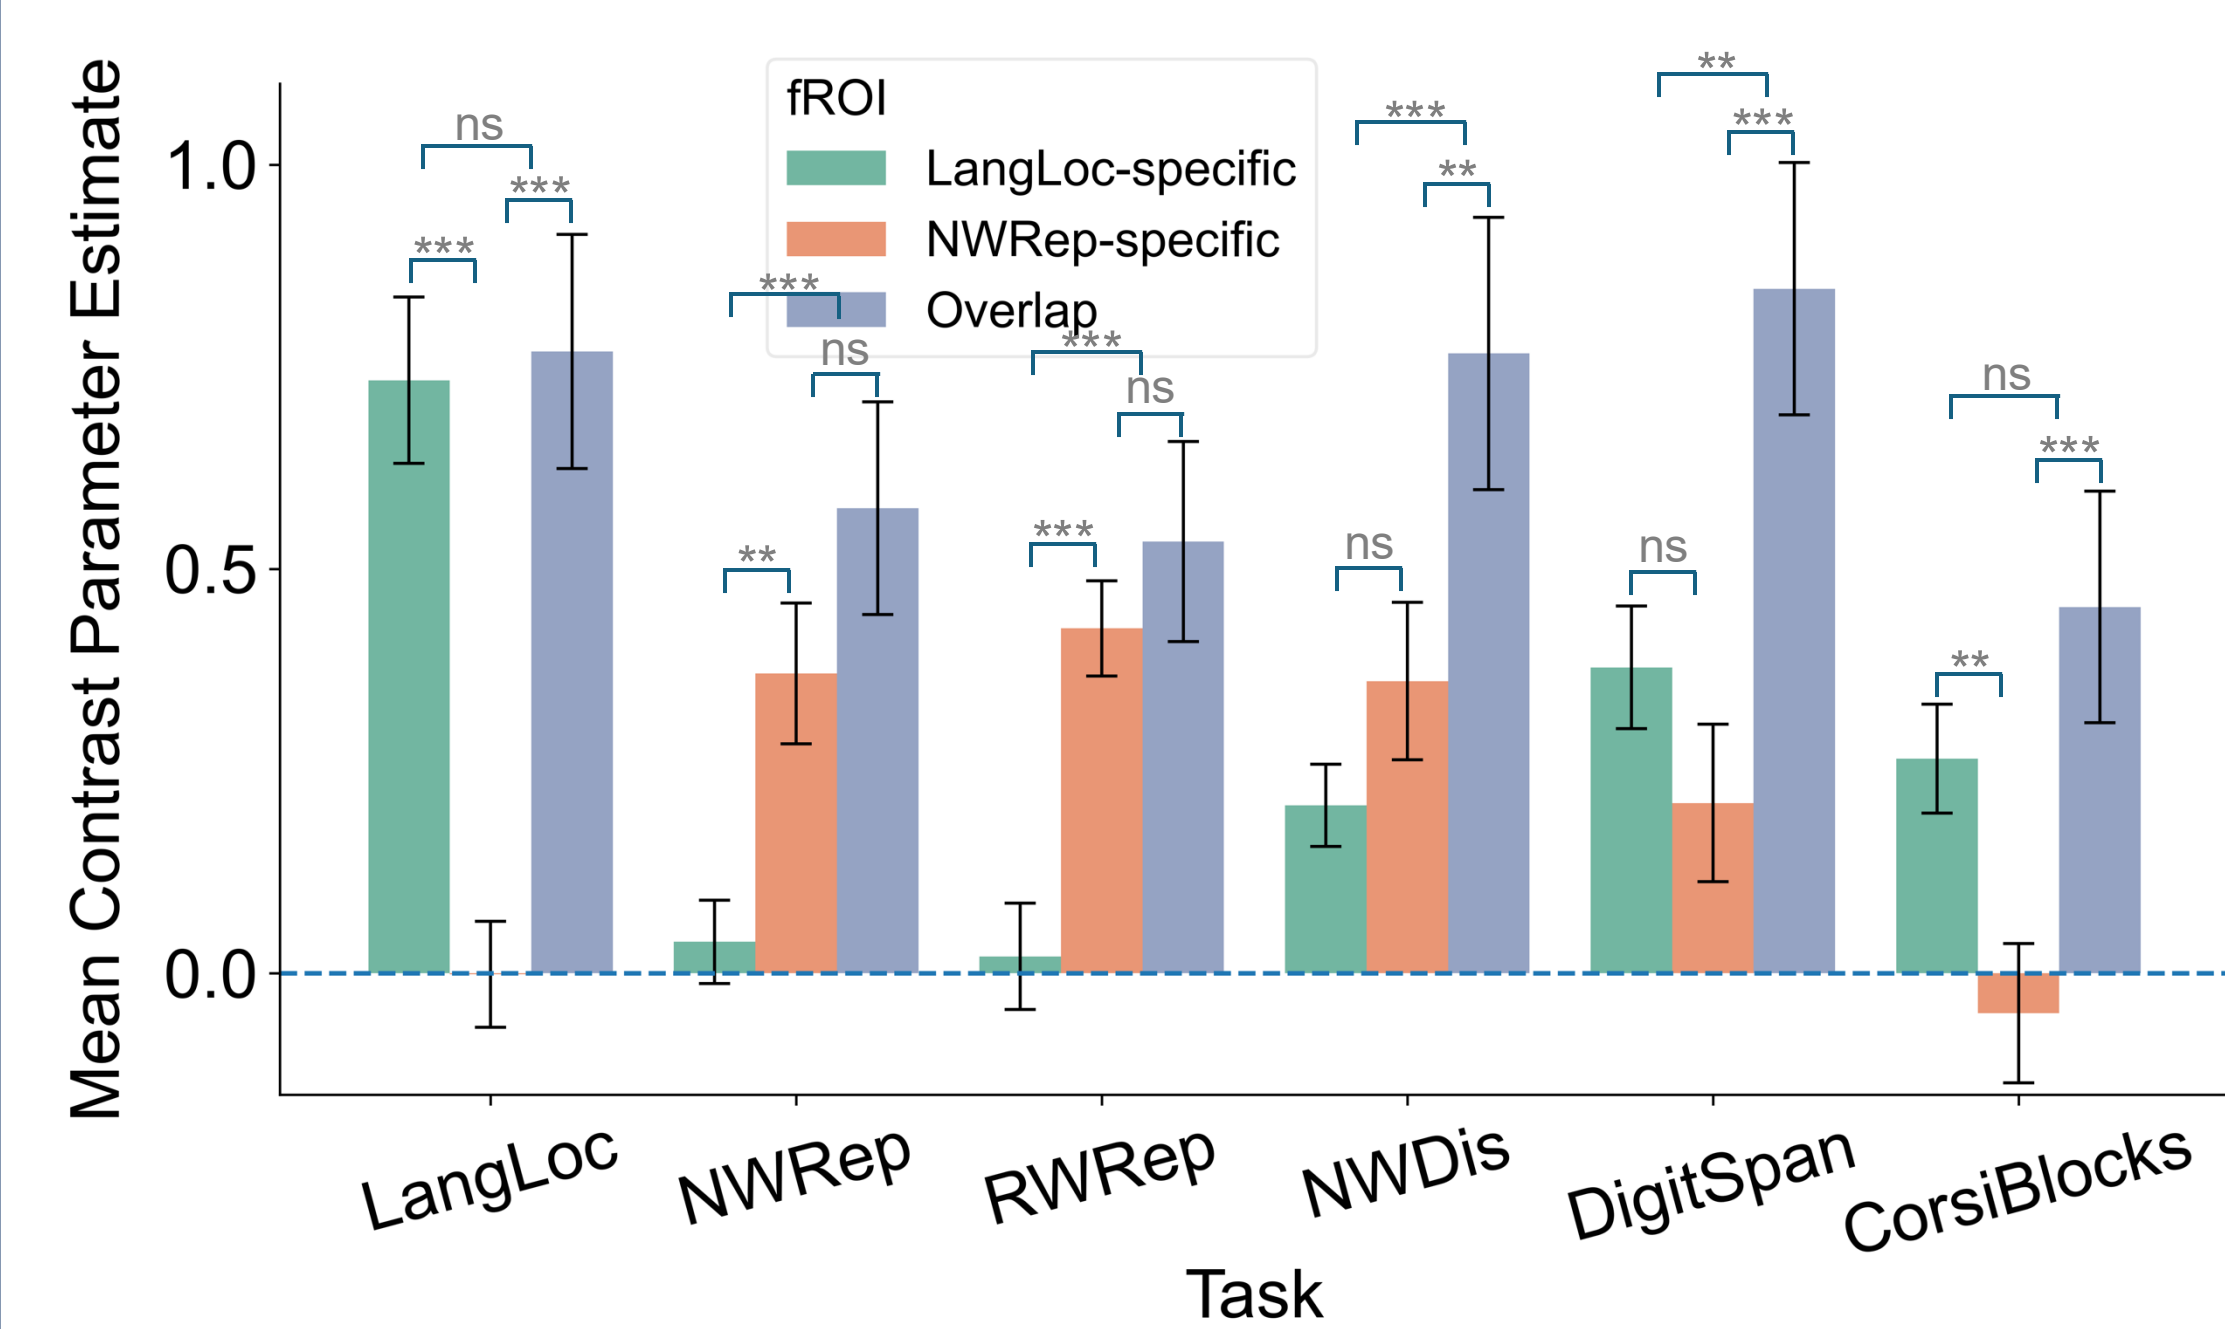 Mean Contrast Parameter Estimate
1.0
0.5
0.0
fROI
LangLoc-specific
NWRep-specific
Overlap
ns
***
***
***
ns
**
***
ns
***
***
**
ns
**
***
ns
ns
***
**
LangLoc
NWRep
RWRep
NWDis
DigitSpan
CorsiBlocks
Task